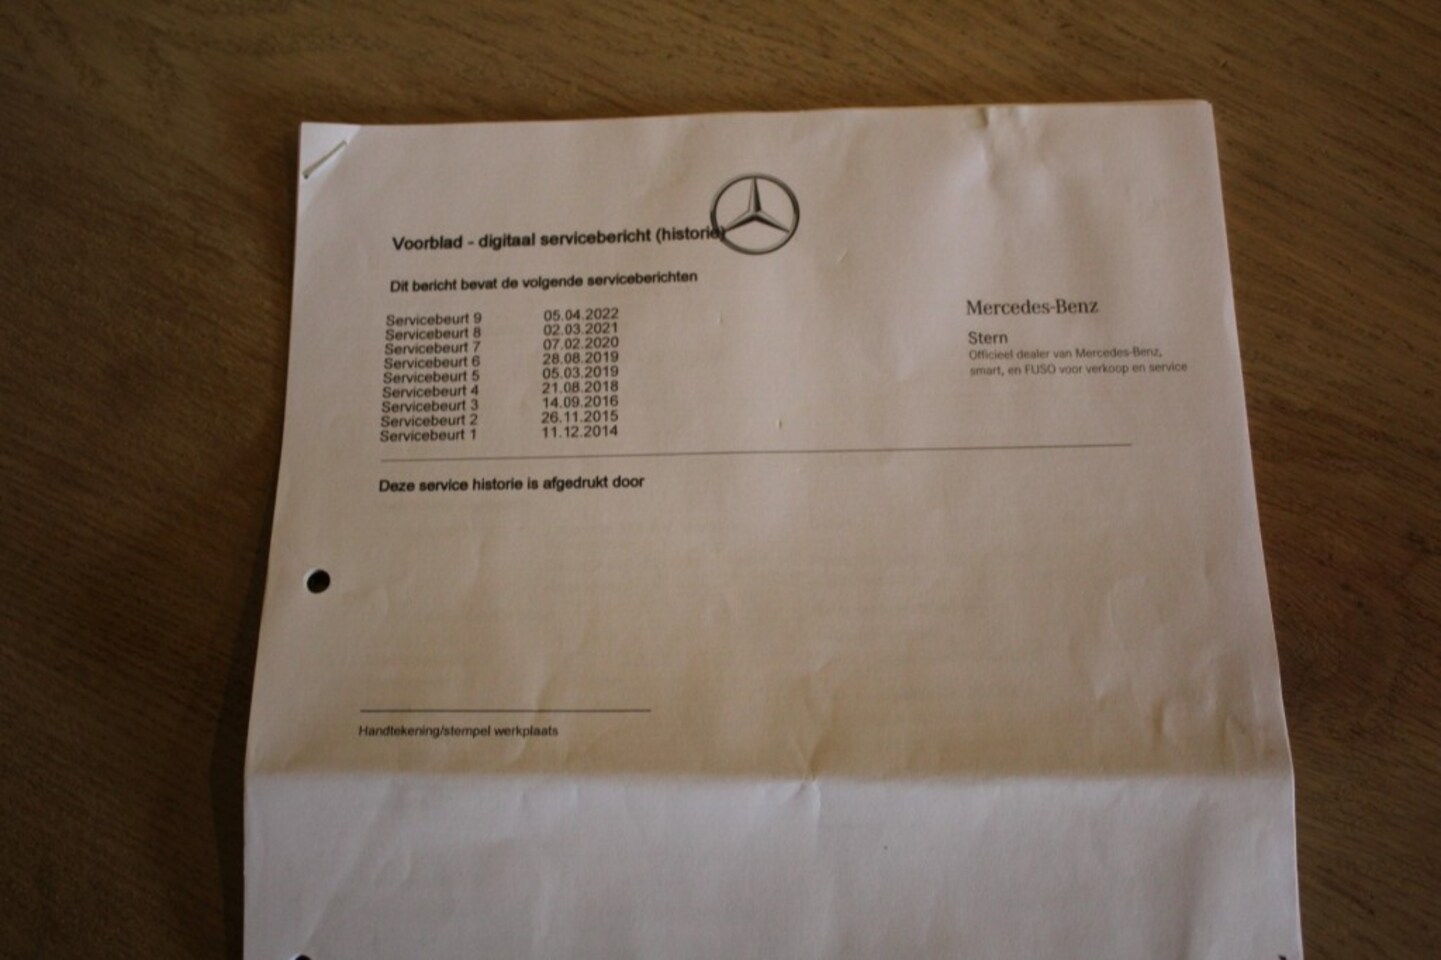 Voorblad - digitaal servicebericht (historie)
Dit bericht bevat de volgende serviceberichten
Servicebeurt 9 05.04.2022
Servicebeurt 8 02.03.2021
Servicebeurt 7 07.02.2020
Servicebeurt 6 28.08.2019
Servicebeurt 5 05.03.2019
Servicebeurt 4 21.08.2018
Servicebeurt 3 14.09.2016
Servicebeurt 2 26.11.2015
Servicebeurt 1 11.12.2014
Mercedes-Benz
Stern
Officieel dealer van Mercedes-Benz,
smart, en FUSO voor verkoop en service
Deze service historie is afgedrukt door
Handtekening/stempel werkplaats